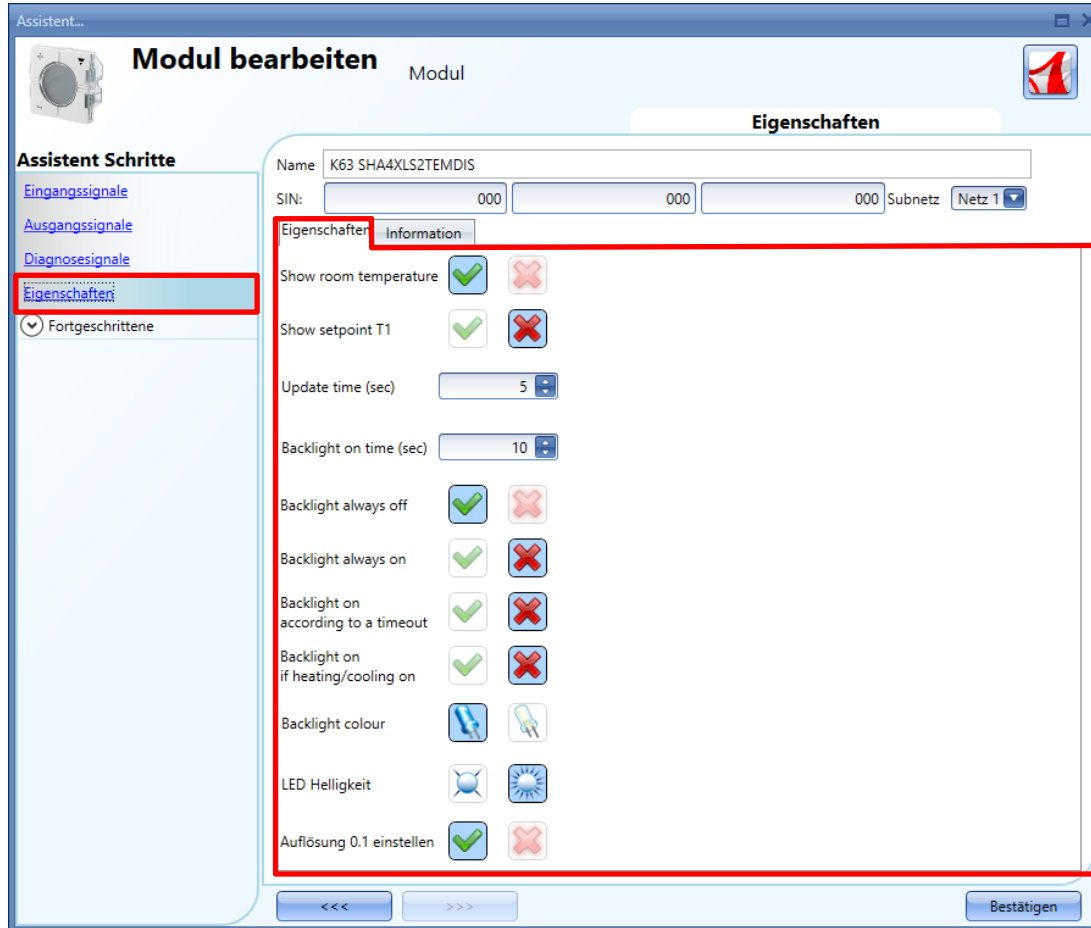 Assistent...
Modul bearbeiten
Modul
Eigenschaften
Assistent Schritte
Eingangssignale
Ausgangssignale
Diagnosesignale
Eigenschaften
Fortgeschrittene
Name K63 SHA4XLS2TEMDIS
SIN: 000 000 000 Subnetz Netz 1
Eigenschaften Information
Show room temperature
Show setpoint T1
Update time (sec) 5
Backlight on time (sec) 10
Backlight always off
Backlight always on
Backlight on
according to a timeout
Backlight on
if heating/cooling on
Backlight colour
LED Helligkeit
Auflösung 0.1 einstellen
<<< >>> Bestätigen